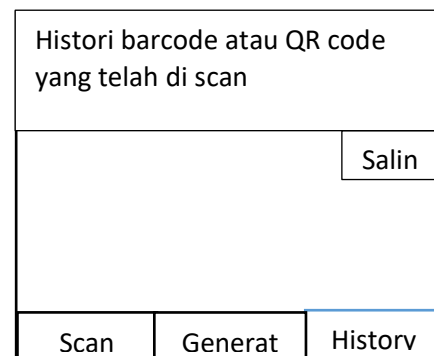 Histori barcode atau QR code
yang telah di scan
Salin
Scan
Generat
History